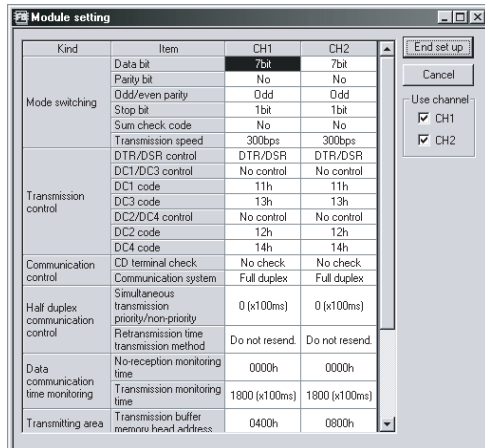 Module setting
Kind Item CH1 CH2
Mode switching
Data bit 7bit 7bit
Parity bit No No
Odd/even parity Odd Odd
Stop bit 1bit 1bit
Sum check code No No
Transmission speed 300bps 300bps
Transmission
control
DTR/DSR control DTR/DSR DTR/DSR
DC1/DC3 control No control No control
DC1 code 11h 11h
DC3 code 13h 13h
DC2/DC4 control No control No control
DC2 code 12h 12h
DC4 code 14h 14h
Communication
control
CD terminal check No check No check
Communication system Full duplex Full duplex
Half duplex
communication
control
Simultaneous
transmission
priority/non-priority
0 (x100ms) 0 (x100ms)
Retransmission time
transmission method
Do not resend. Do not resend.
Data
communication
time monitoring
No-reception monitoring
time
0000h 0000h
Transmission monitoring
time
1800 (x100ms) 1800 (x100ms)
Transmitting area
Transmission buffer
memory head address
0400h 0800h
End set up
Cancel
Use channel
CH1
CH2